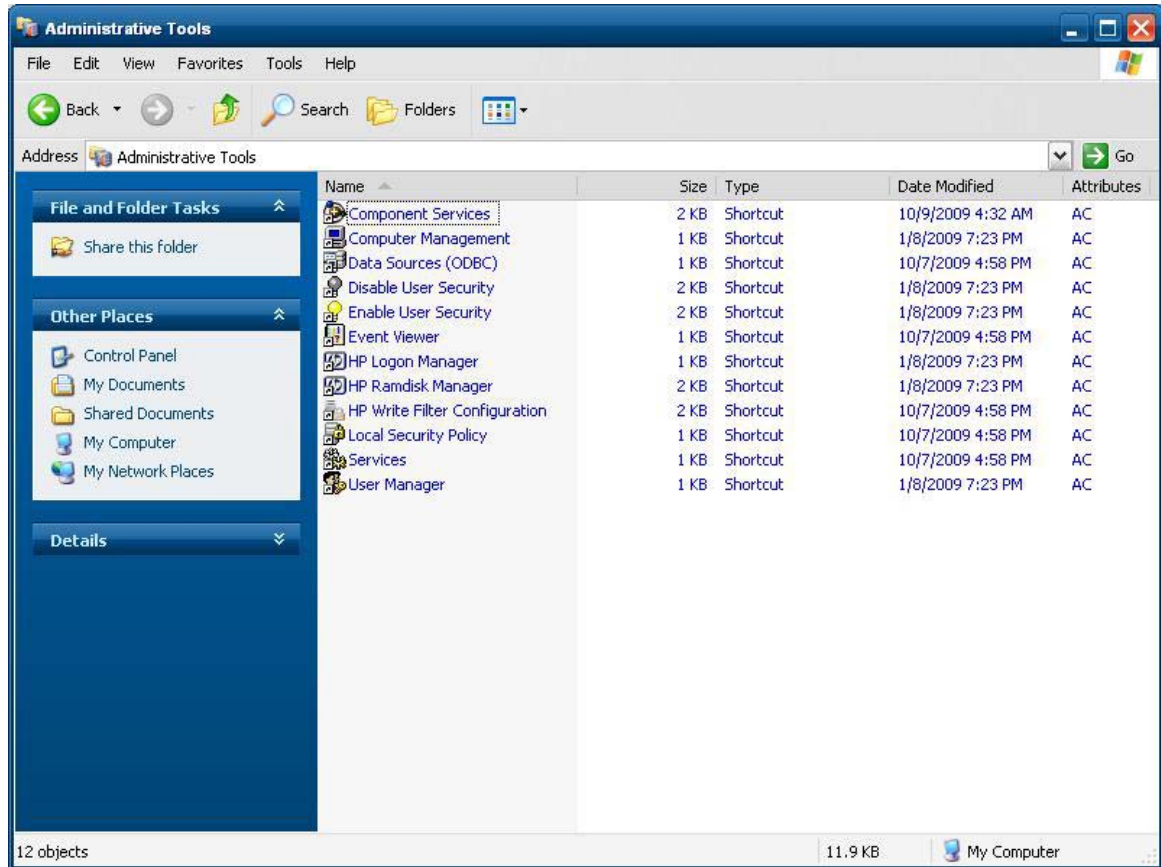 Administrative Tools
File Edit View Favorites Tools Help
Back Search Folders
Address Administrative Tools Go
File and Folder Tasks
Share this folder
Other Places
Control Panel
My Documents
Shared Documents
My Computer
My Network Places
Details
Name Size Type Date Modified Attributes
Component Services 2 KB Shortcut 10/9/2009 4:32 AM AC
Computer Management 1 KB Shortcut 1/8/2009 7:23 PM AC
Data Sources (ODBC) 1 KB Shortcut 10/7/2009 4:58 PM AC
Disable User Security 2 KB Shortcut 1/8/2009 7:23 PM AC
Enable User Security 2 KB Shortcut 1/8/2009 7:23 PM AC
Event Viewer 1 KB Shortcut 10/7/2009 4:58 PM AC
HP Logon Manager 1 KB Shortcut 1/8/2009 7:23 PM AC
HP Ramdisk Manager 2 KB Shortcut 1/8/2009 7:23 PM AC
HP Write Filter Configuration 2 KB Shortcut 10/7/2009 4:58 PM AC
Local Security Policy 1 KB Shortcut 10/7/2009 4:58 PM AC
Services 1 KB Shortcut 10/7/2009 4:58 PM AC
User Manager 1 KB Shortcut 1/8/2009 7:23 PM AC
12 objects 11.9 KB My Computer